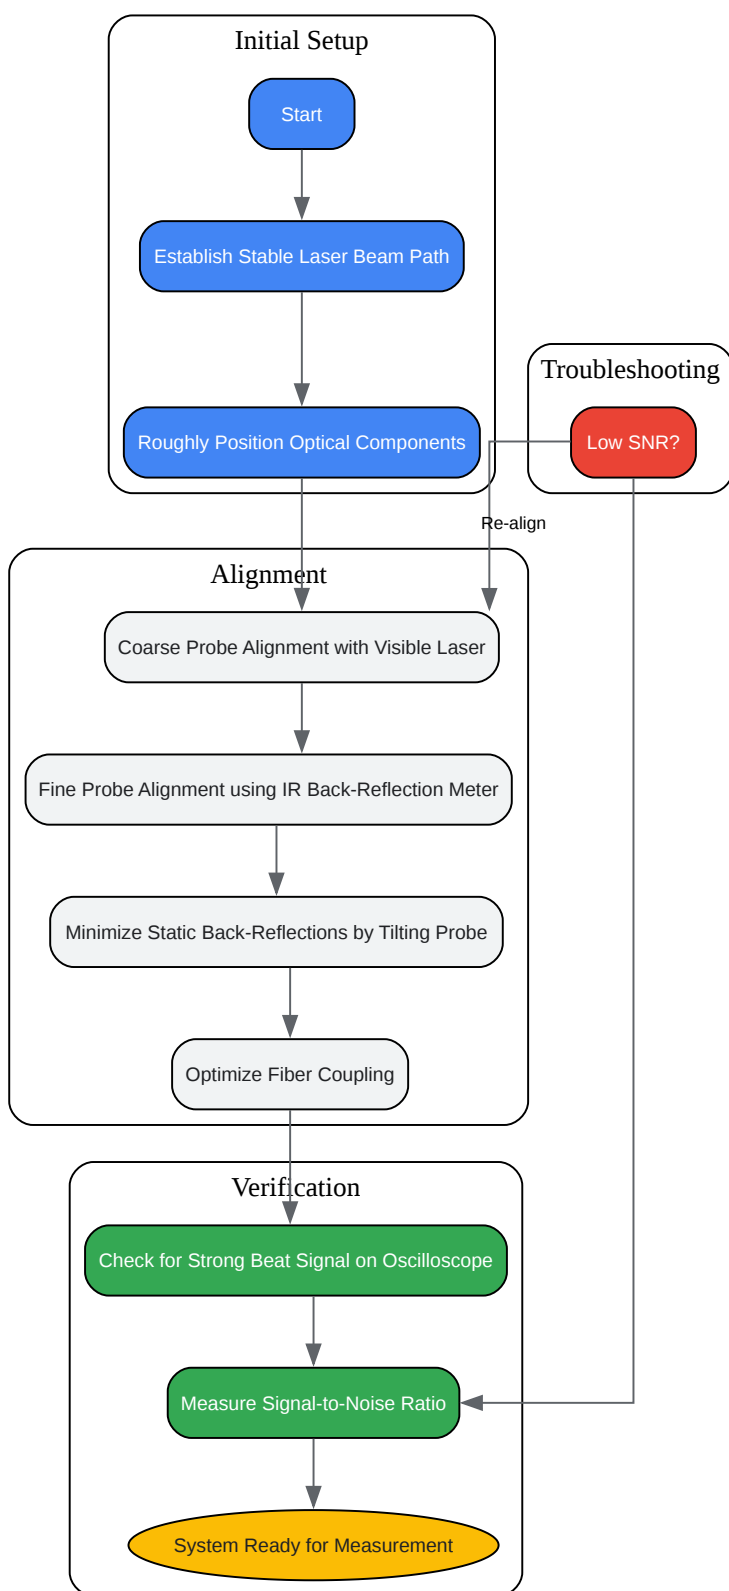 Initial Setup
Start
Establish Stable Laser Beam Path
Roughly Position Optical Components
Troubleshooting
Low SNR?
Re-align
Alignment
Coarse Probe Alignment with Visible Laser
Fine Probe Alignment using IR Back-Reflection Meter
Minimize Static Back-Reflections by Tilting Probe
Optimize Fiber Coupling
Verification
Check for Strong Beat Signal on Oscilloscope
Measure Signal-to-Noise Ratio
System Ready for Measurement